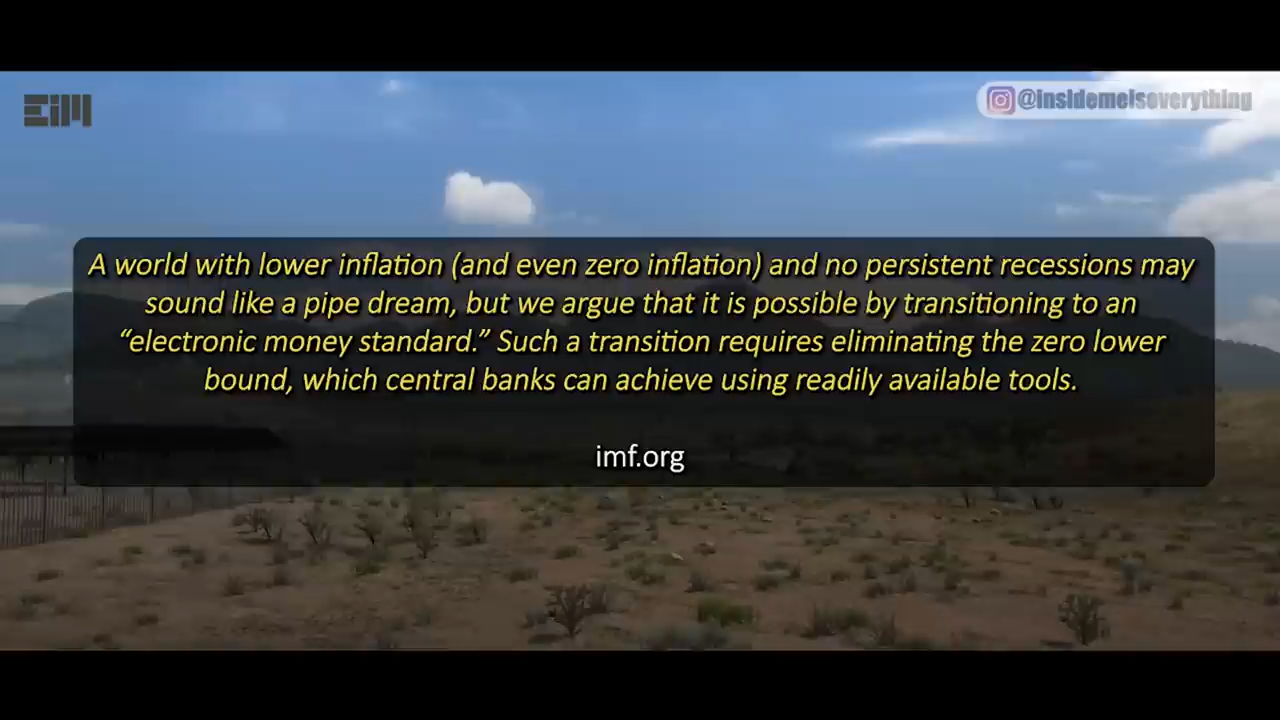 EiM
@insidemeiseverything
A world with lower inflation (and even zero inflation) and no persistent recessions may
sound like a pipe dream, but we argue that it is possible by transitioning to an
“electronic money standard.” Such a transition requires eliminating the zero lower
bound, which central banks can achieve using readily available tools.
imf.org